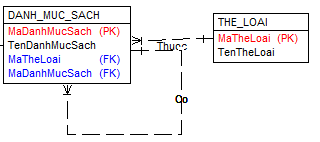 DANH_MUC_SACH
MaDanhMucSach (PK)
TenDanhMucSach
MaTheLoai (FK)
MaDanhMucSach (FK)
Thuoc
Co
THE_LOAI
MaTheLoai (PK)
TenTheLoai